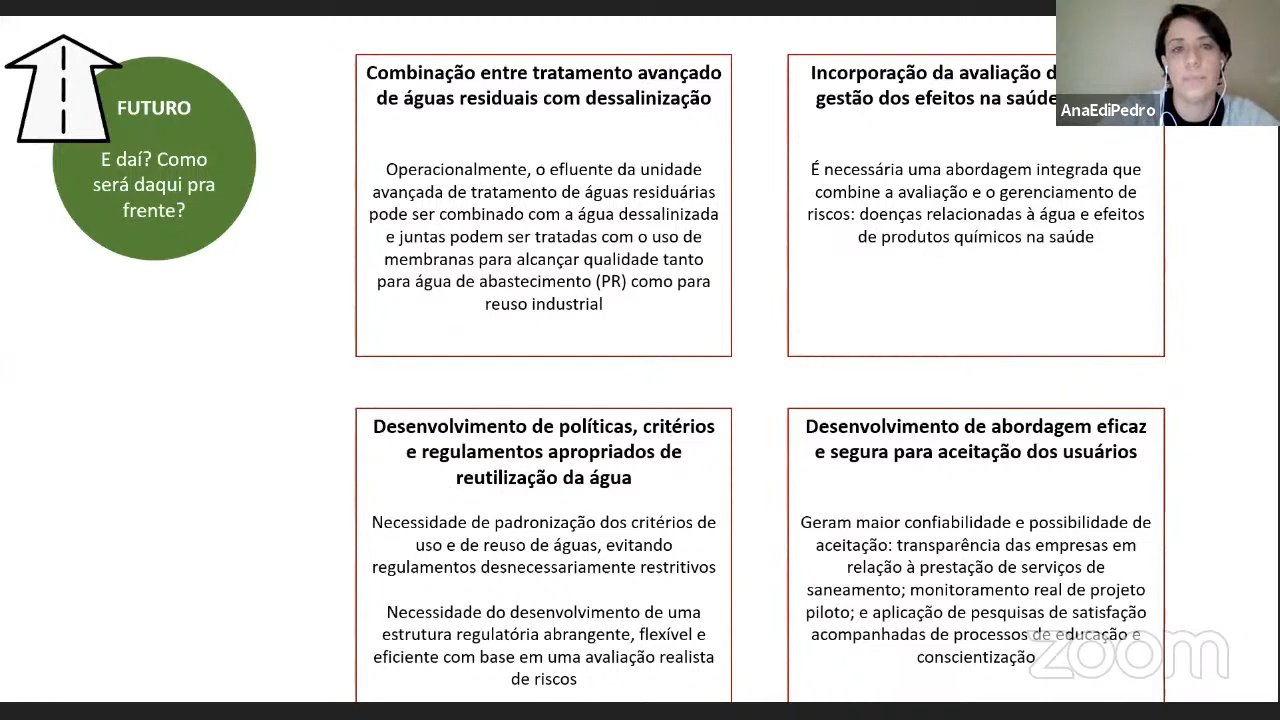 FUTURO
E daí? Como
será daqui pra
frente?
Combinação entre tratamento avançado
de águas residuais com dessalinização
Operacionalmente, o efluente da unidade
avançada de tratamento de águas residuárias
pode ser combinado com a água dessalinizada
e juntas podem ser tratadas com o uso de
membranas para alcançar qualidade tanto
para água de abastecimento (PR) como para
reuso industrial
Incorporação da avaliação
gestão dos efeitos na saúde
É necessária uma abordagem integrada que
combine a avaliação e o gerenciamento de
riscos: doenças relacionadas à água e efeitos
de produtos químicos na saúde
AnaEdiPedro
Desenvolvimento de políticas, critérios
e regulamentos apropriados de
reutilização da água
Necessidade de padronização dos critérios de
uso e de reuso de águas, evitando
regulamentos desnecessariamente restritivos
Necessidade do desenvolvimento de uma
estrutura regulatória abrangente, flexível e
eficiente com base em uma avaliação realista
de riscos
Desenvolvimento de abordagem eficaz
e segura para aceitação dos usuários
Geram maior confiabilidade e possibilidade de
aceitação: transparência das empresas em
relação à prestação de serviços de
saneamento; monitoramento real de projeto
piloto; e aplicação de pesquisas de satisfação
acompanhadas de processos de educação e
conscientização
zoom